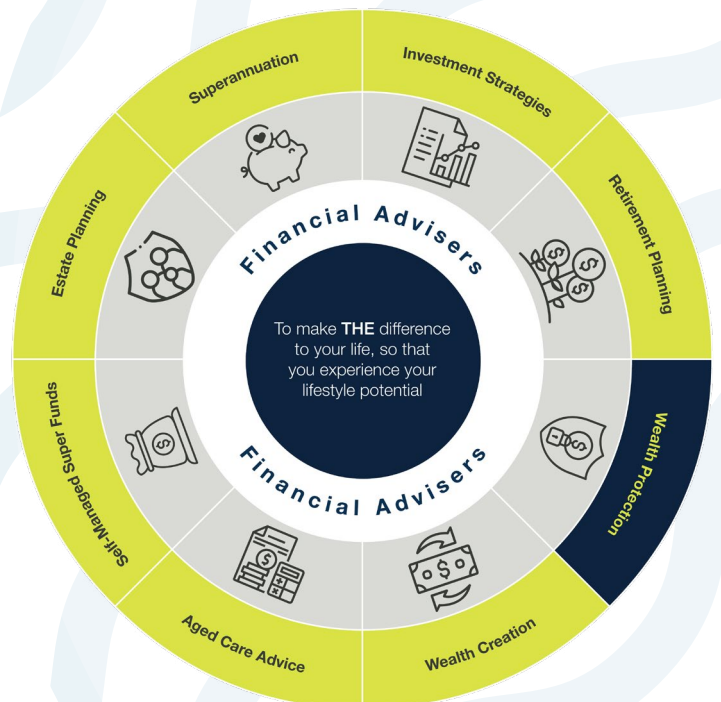 Superannuation
Investment Strategies
Retirement Planning
Wealth Protection
Wealth Creation
Aged Care Advice
Self-Managed Super Funds
Estate Planning
Financial Advisers
To make THE difference
to your life, so that
you experience your
lifestyle potential
Financial Advisers